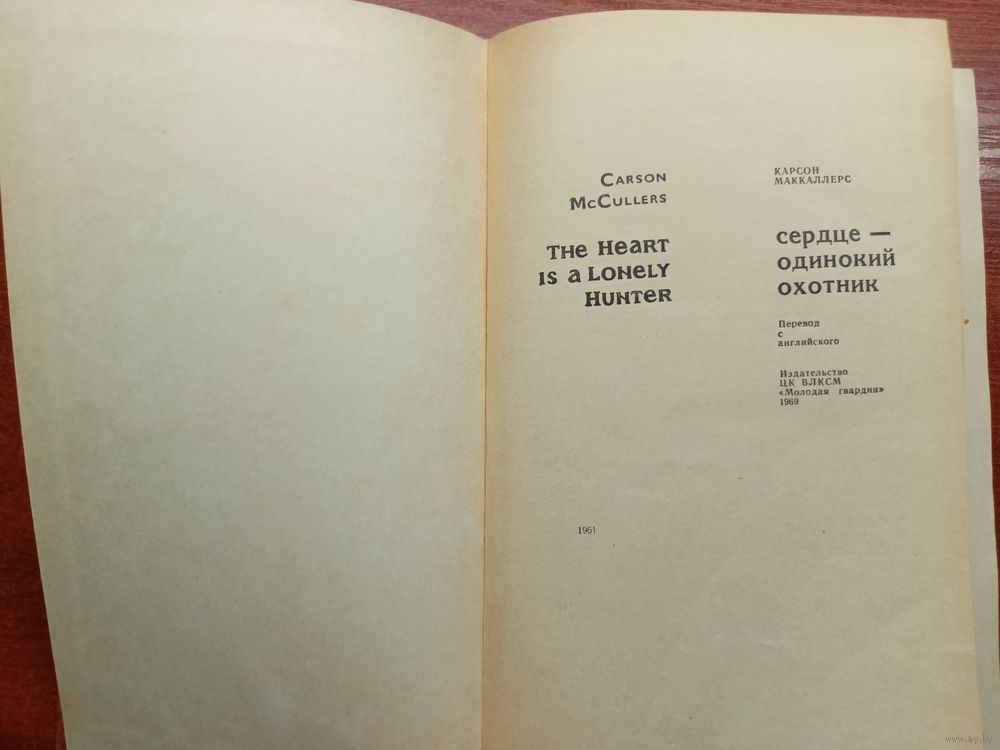 CARSON
McCULLERS
THE HEART
IS a LONELY
HUNTER
1961
КАРСОН
МАККАЛЛЕРС
сердце —
одинокий
охотник
Перевод
с
английского
Издательство
ЦК ВЛКСМ
«Молодая гвардия»
1969
www.ay.by